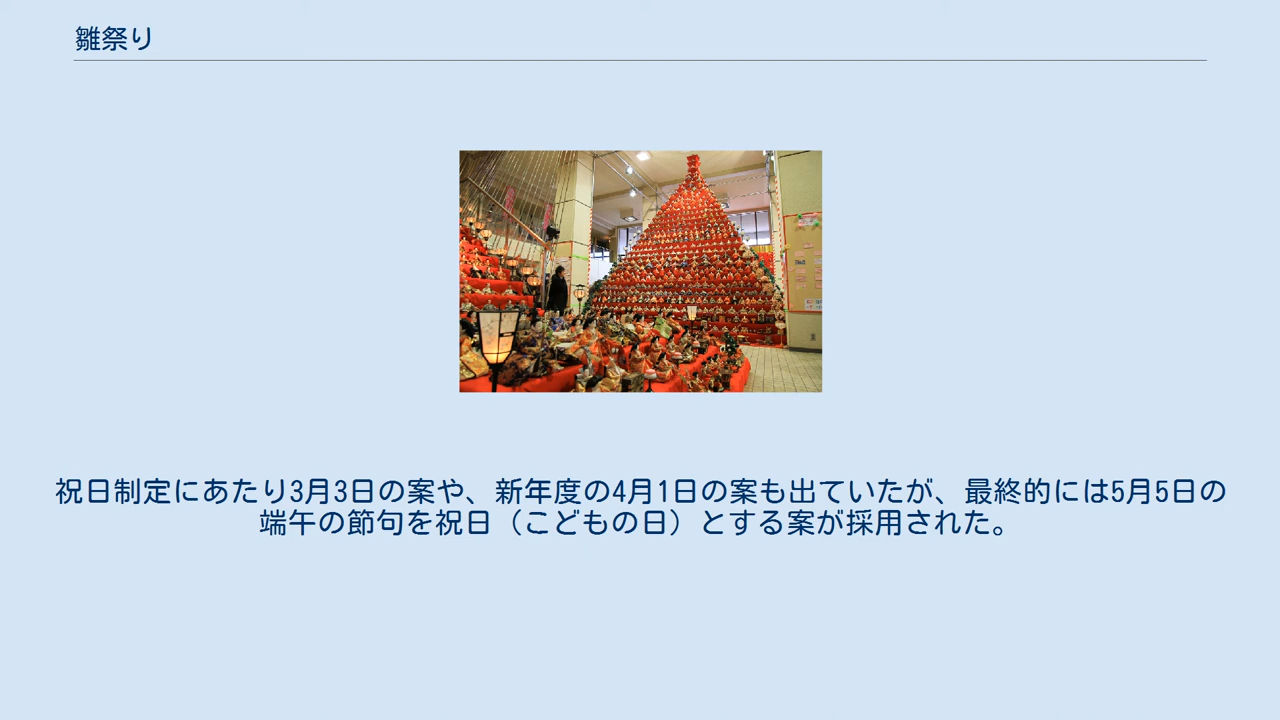 雛祭り
祝日制定にあたり3月3日の案や、新年度の4月1日の案も出ていたが、最終的には5月5日の
端午の節句を祝日（こどもの日）とする案が採用された。